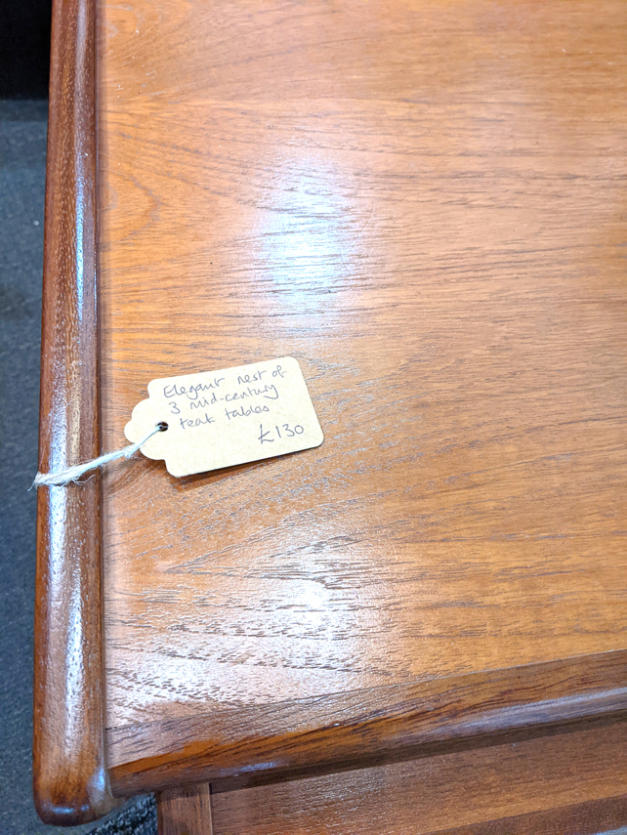 Elegant nest of
3 mid-century
teak tables
£130